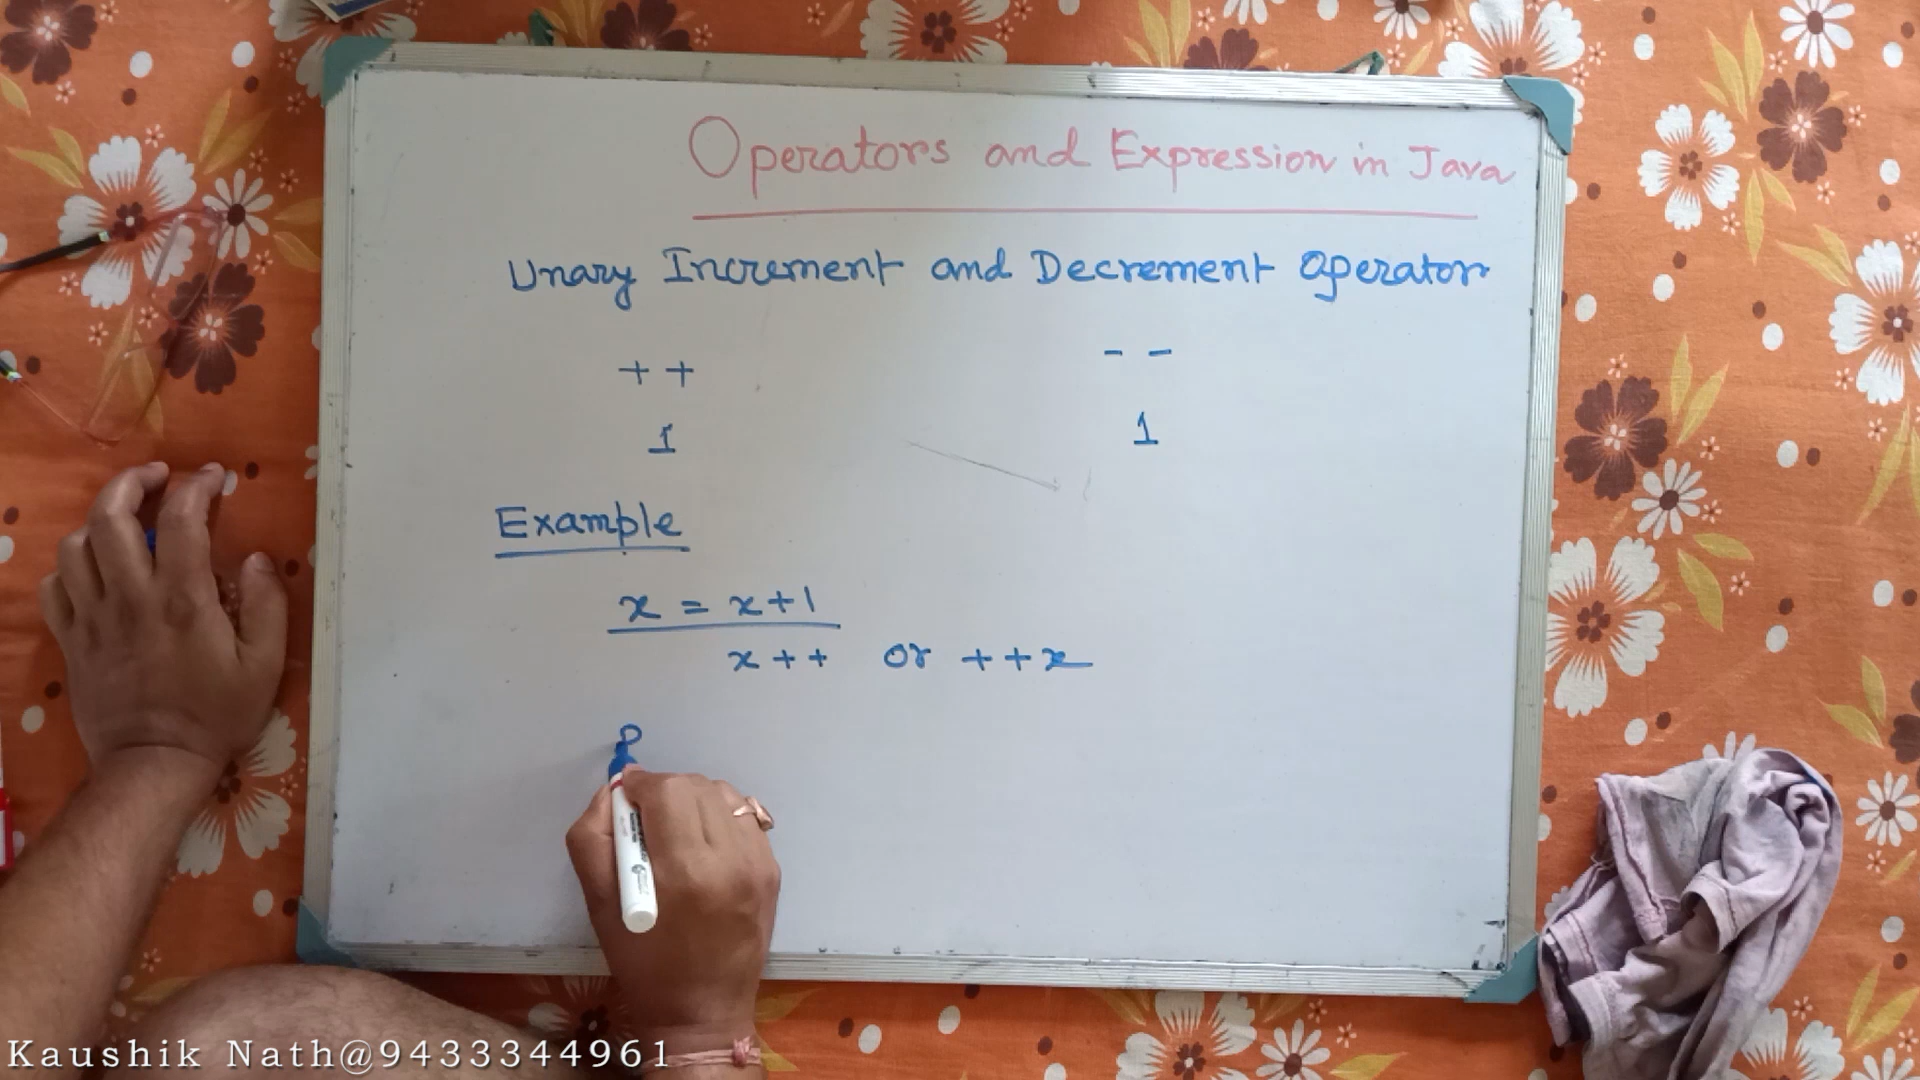 Operators and Expression in Java
Unary Increment and Decrement Operator
++ --
1 1
Example
x = x+1
x++ or ++x
P
Kaushik Nath@9433344961